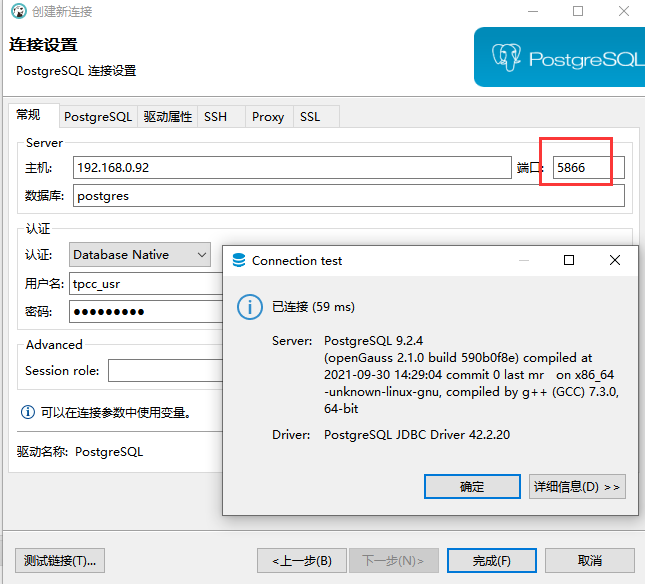 创建新连接
连接设置
PostgreSQL 连接设置
PostgreSQL
常规
PostgreSQL
驱动属性
SSH
Proxy
SSL
Server
主机:
192.168.0.92
端口:
5866
数据库:
postgres
认证
认证:
Database Native
用户名:
tpcc_usr
密码:
●●●●●●●●●
Advanced
Session role:
可以在连接参数中使用变量。
驱动名称: PostgreSQL
Connection test
已连接 (59 ms)
Server:
PostgreSQL 9.2.4
(openGauss 2.1.0 build 590b0f8e) compiled at
2021-09-30 14:29:04 commit 0 last mr on x86_64
-unknown-linux-gnu, compiled by g++ (GCC) 7.3.0,
64-bit
Driver:
PostgreSQL JDBC Driver 42.2.20
确定
详细信息(D) >>
测试链接(T)...
<上一步(B)
下一步(N)>
完成(F)
取消